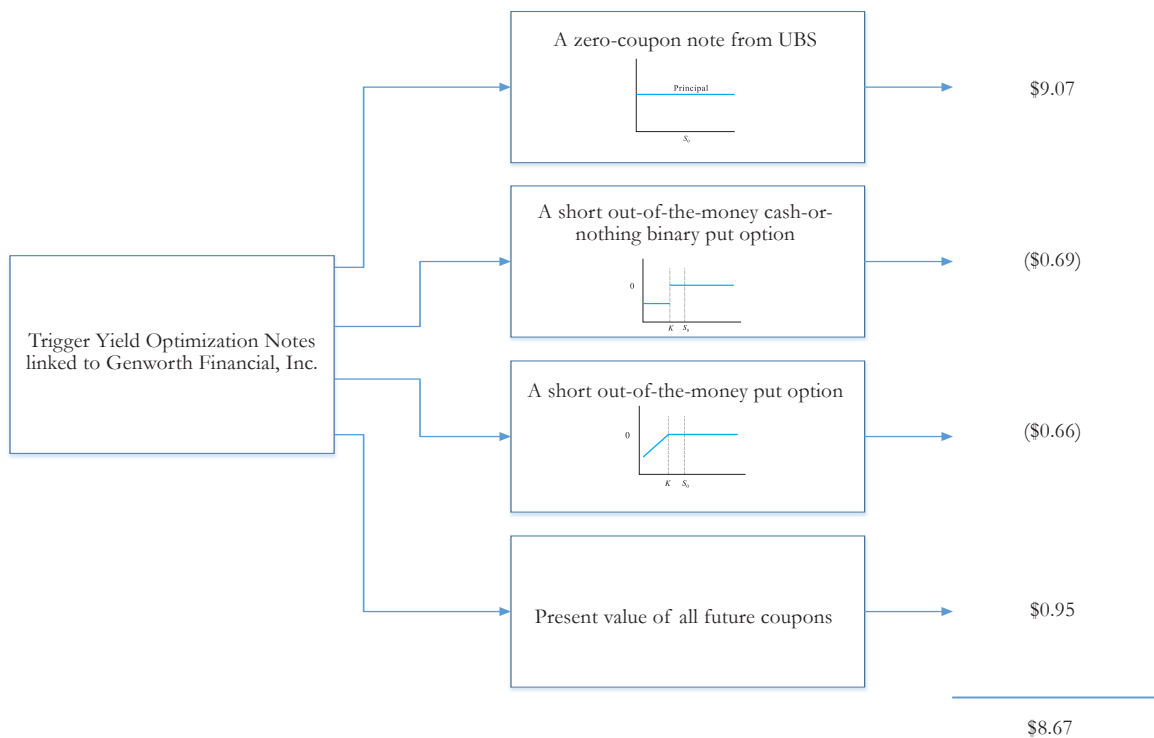 A zero-coupon note from UBS
Principal
S₀
$9.07
A short out-of-the-money cash-or-
nothing binary put option
0
K S₀
($0.69)
Trigger Yield Optimization Notes
linked to Genworth Financial, Inc.
A short out-of-the-money put option
0
K S₀
($0.66)
Present value of all future coupons
$0.95
$8.67